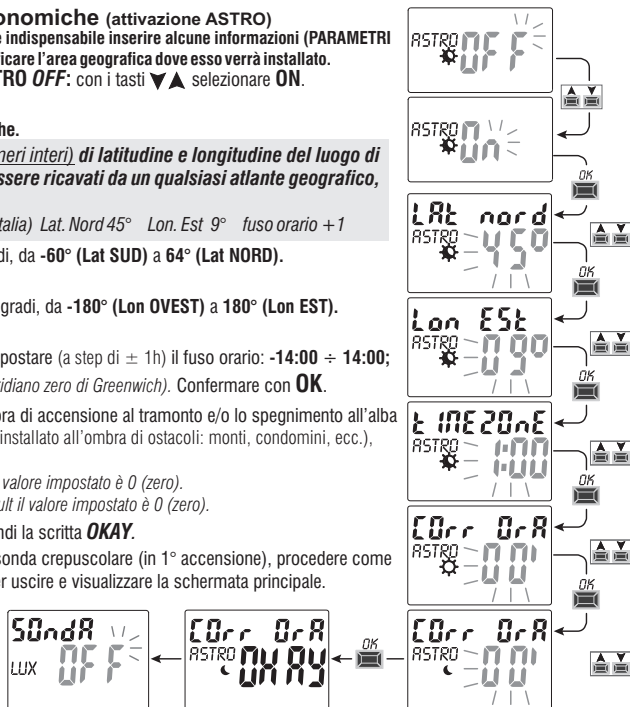 onomiche (attivazione ASTRO)
e indispensabile inserire alcune informazioni (PARAMETRI
ficare l'area geografica dove esso verrà installato.
TRO OFF: con i tasti ▼▲ selezionare ON.
he.
meri interi) di latitudine e longitudine del luogo di
ssere ricavati da un qualsiasi atlante geografico,
talia) Lat. Nord 45° Lon. Est 9° fuso orario +1
di, da -60° (Lat SUD) a 64° (Lat NORD).
gradi, da -180° (Lon OVEST) a 180° (Lon EST).
postare (a step di ± 1h) il fuso orario: -14:00 ÷ 14:00;
idiano zero di Greenwich). Confermare con OK.
ora di accensione al tramonto e/o lo spegnimento all'alba
installato all'ombra di ostacoli: monti, condomini, ecc.),
valore impostato è 0 (zero).
ult il valore impostato è 0 (zero).
ndi la scritta OKAY.
sonda crepuscolare (in 1° accensione), procedere come
er uscire e visualizzare la schermata principale.
ASTRO OFF
ASTRO On
OK
LAt nord
ASTRO 45°
OK
Lon ESt
ASTRO 09°
OK
tIMEZOnE
ASTRO 1:00
OK
COrr OrA
ASTRO 00'
OK
COrr OrA
ASTRO 00'
OK
COrr OrA
ASTRO OKAY
SOndA
LUX OFF